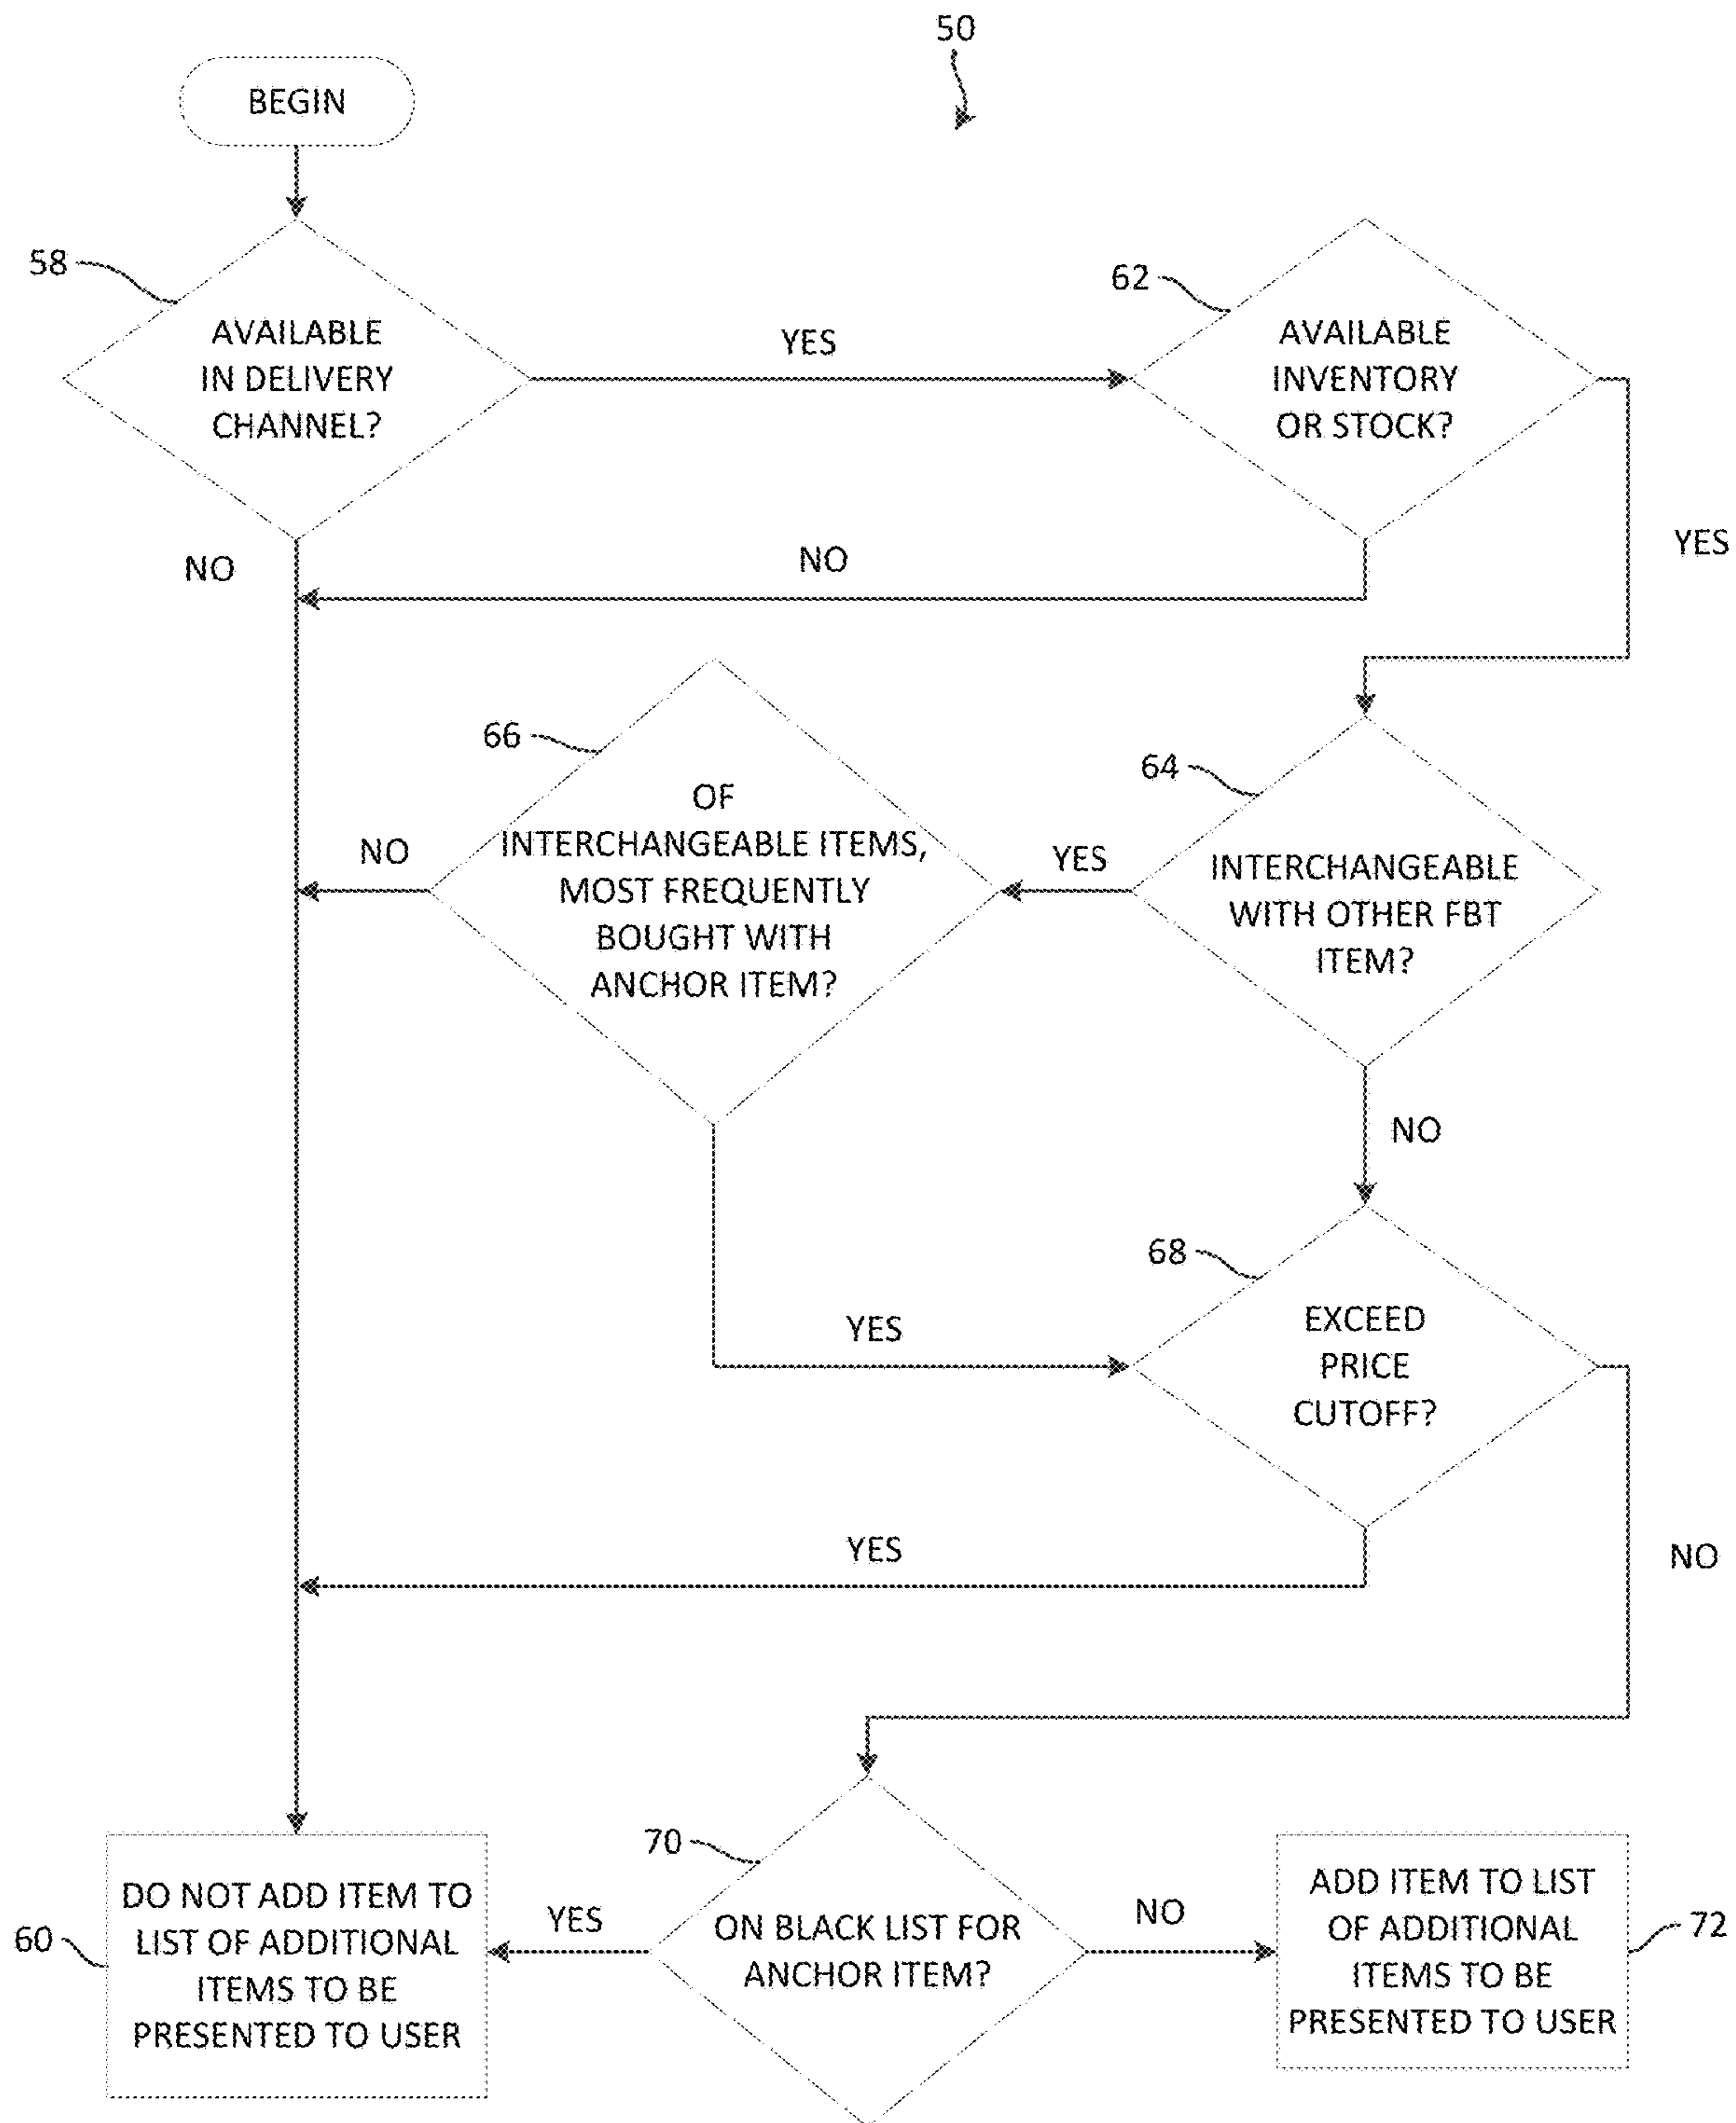 50
BEGIN
58
AVAILABLE
IN DELIVERY
CHANNEL?
YES
62
AVAILABLE
INVENTORY
OR STOCK?
YES
NO
NO
66
OF
INTERCHANGEABLE ITEMS,
MOST FREQUENTLY
BOUGHT WITH
ANCHOR ITEM?
NO
YES
64
INTERCHANGEABLE
WITH OTHER FBT
ITEM?
NO
YES
68
EXCEED
PRICE
CUTOFF?
YES
NO
60
DO NOT ADD ITEM TO
LIST OF ADDITIONAL
ITEMS TO BE
PRESENTED TO USER
YES
70
ON BLACK LIST FOR
ANCHOR ITEM?
NO
ADD ITEM TO LIST
OF ADDITIONAL
ITEMS TO BE
PRESENTED TO USER
72